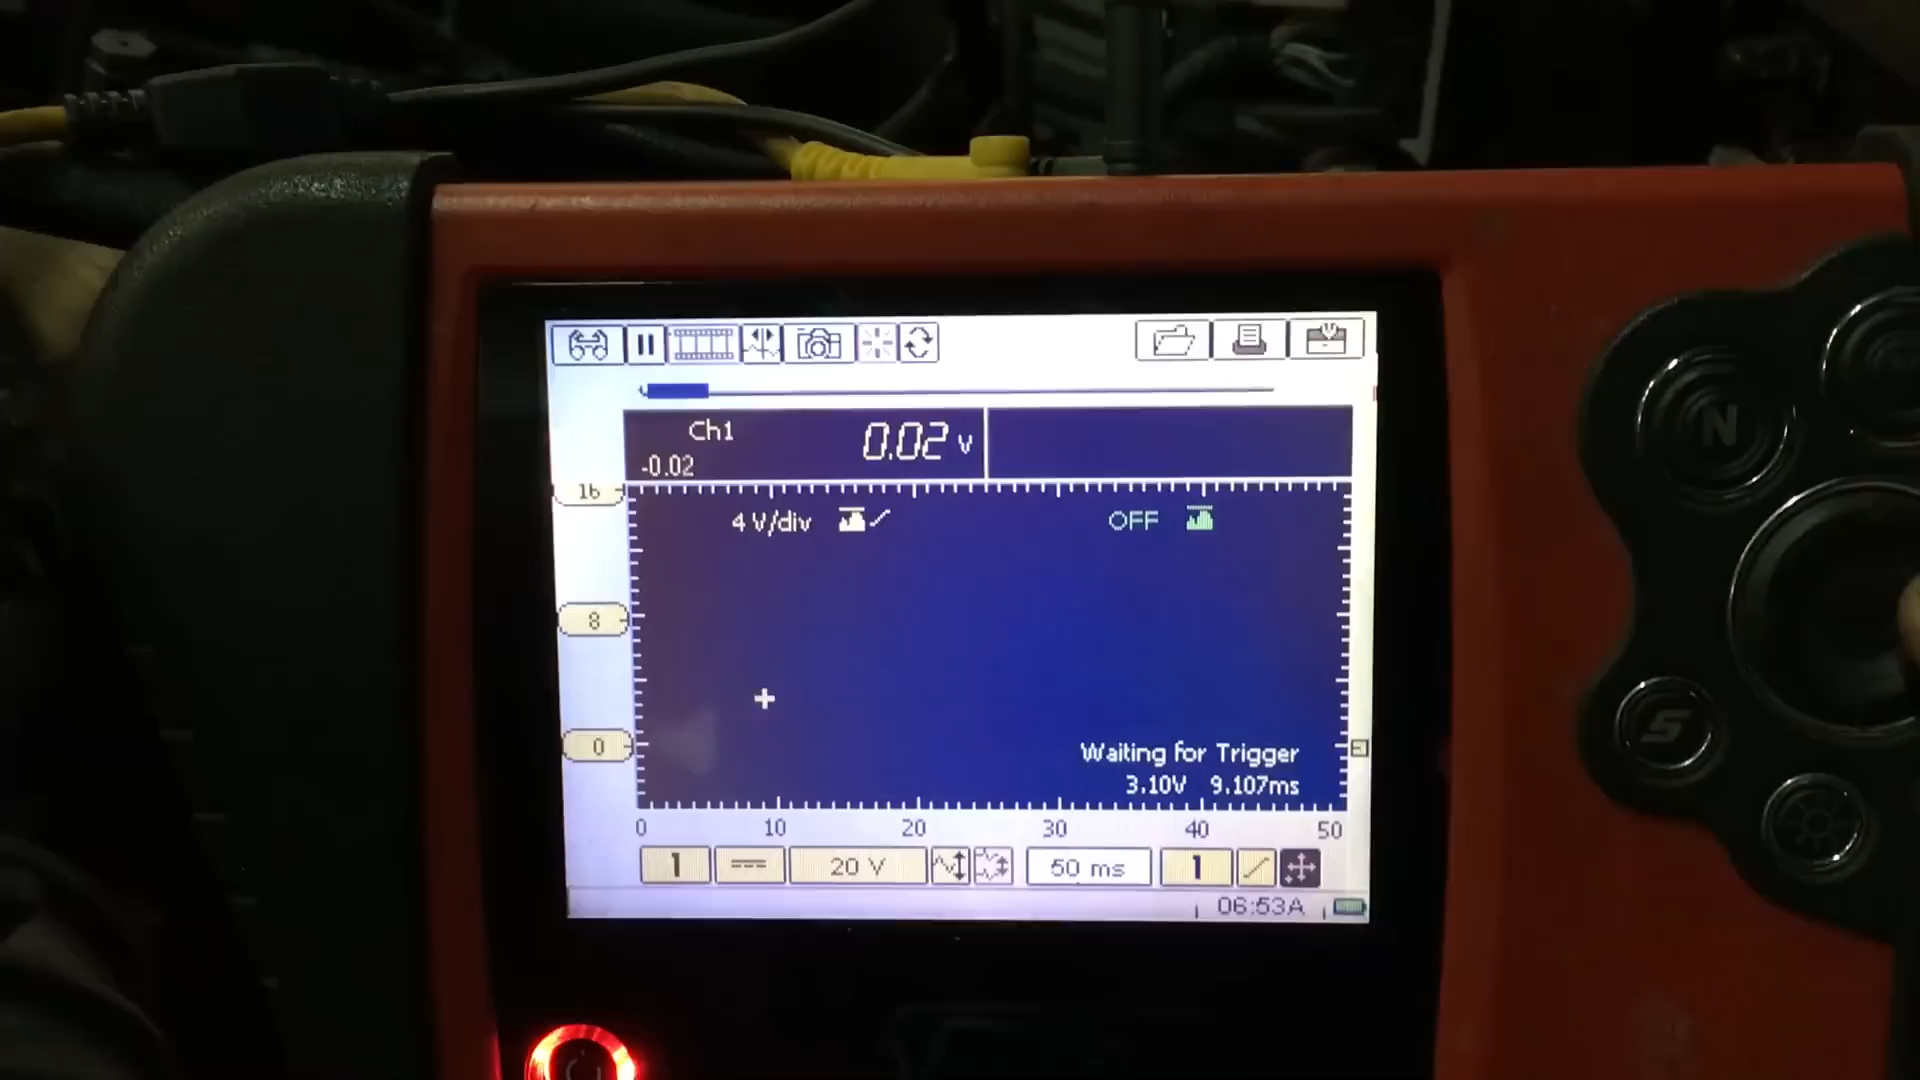 Ch1 0.02 v
-0.02
16
4 V/div OFF
8
0
Waiting for Trigger
3.10V 9.107ms
0 10 20 30 40 50
1 20 V 50 ms 1
06:53A
N
S